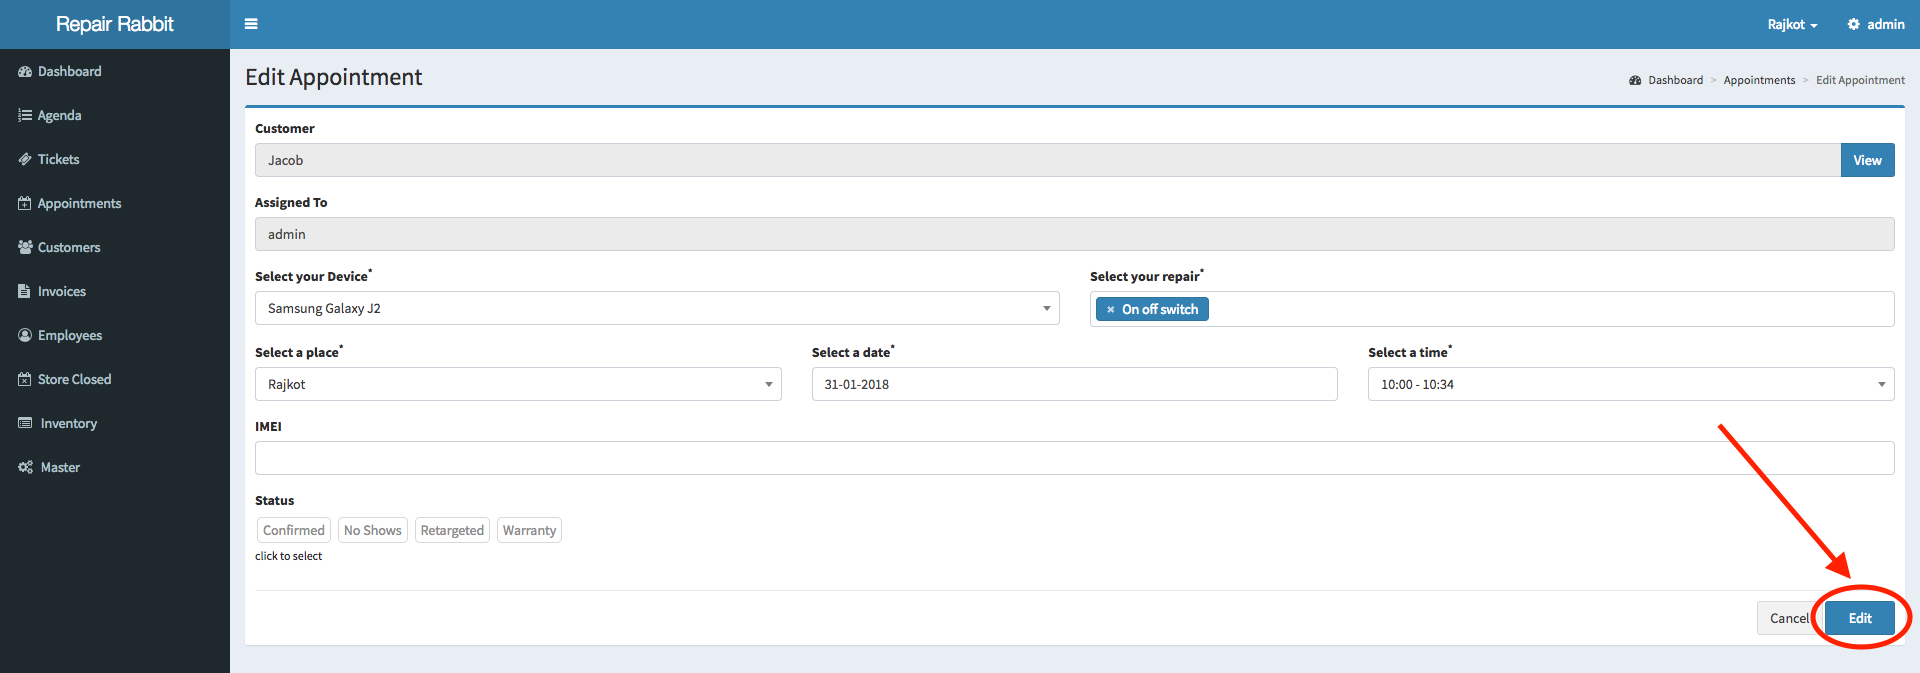 Repair Rabbit
Rajkot
admin
Dashboard
Agenda
Tickets
Appointments
Customers
Invoices
Employees
Store Closed
Inventory
Master
Edit Appointment
Dashboard > Appointments > Edit Appointment
Customer
Jacob
View
Assigned To
admin
Select your Device*
Samsung Galaxy J2
Select your repair*
× On off switch
Select a place*
Rajkot
Select a date*
31-01-2018
Select a time*
10:00 - 10:34
IMEI
Status
Confirmed No Shows Retargeted Warranty
click to select
Cancel Edit